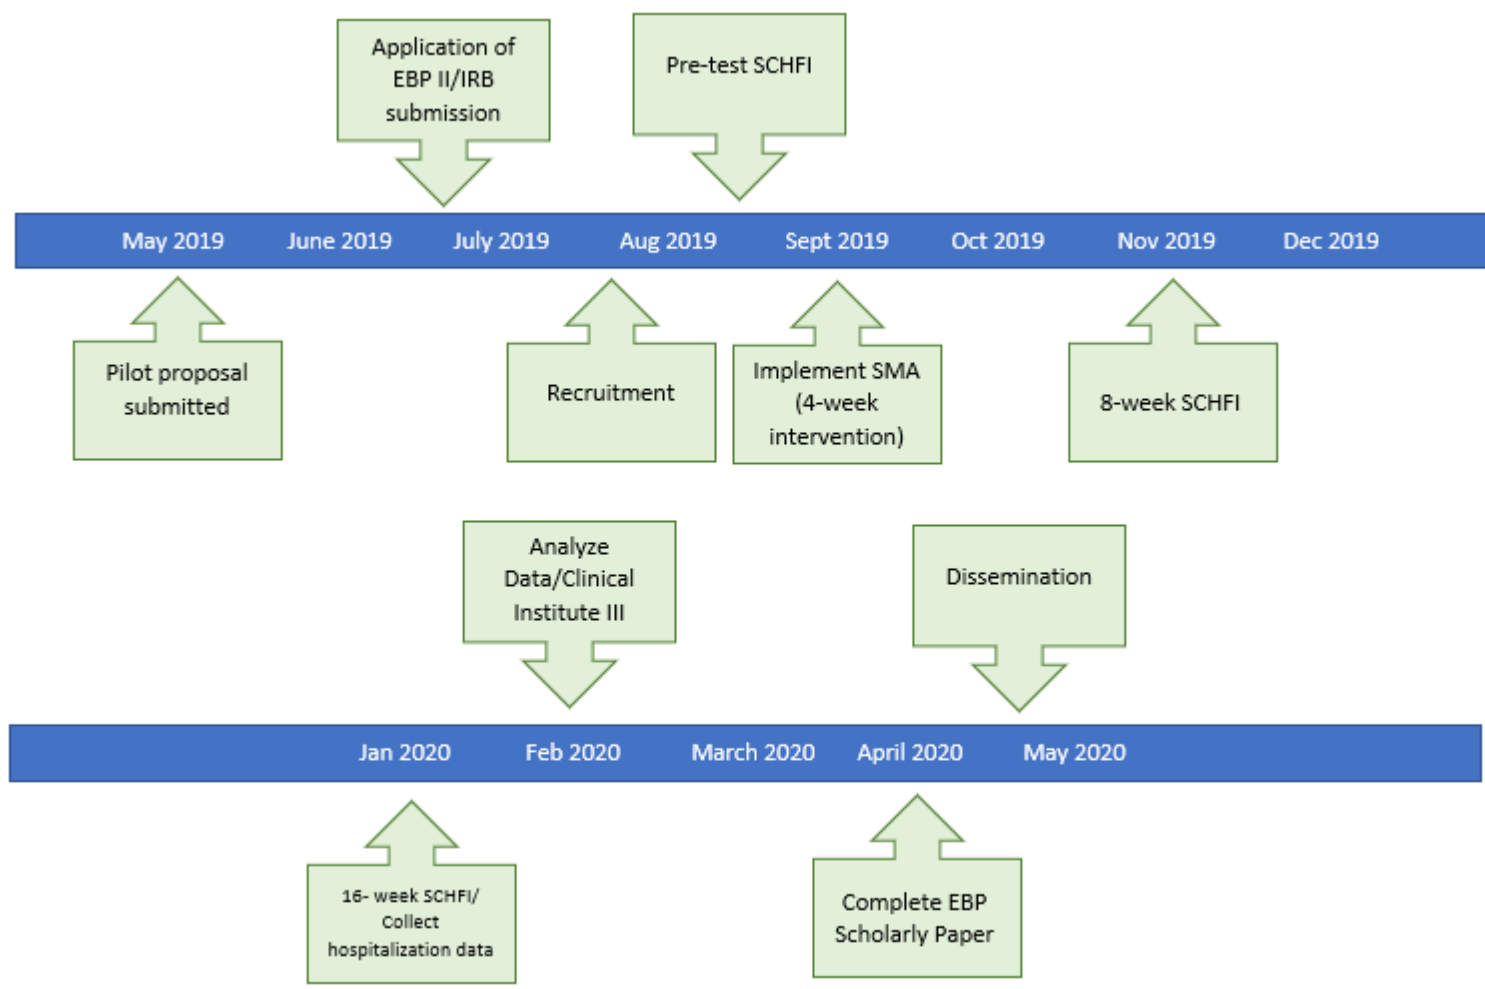 Application of
EBP II/IRB
submission
Pre-test SCHFI
May 2019 June 2019 July 2019 Aug 2019 Sept 2019 Oct 2019 Nov 2019 Dec 2019
Pilot proposal
submitted
Recruitment
Implement SMA
(4-week
intervention)
8-week SCHFI
Analyze
Data/Clinical
Institute III
Dissemination
Jan 2020 Feb 2020 March 2020 April 2020 May 2020
16- week SCHFI/
Collect
hospitalization data
Complete EBP
Scholarly Paper